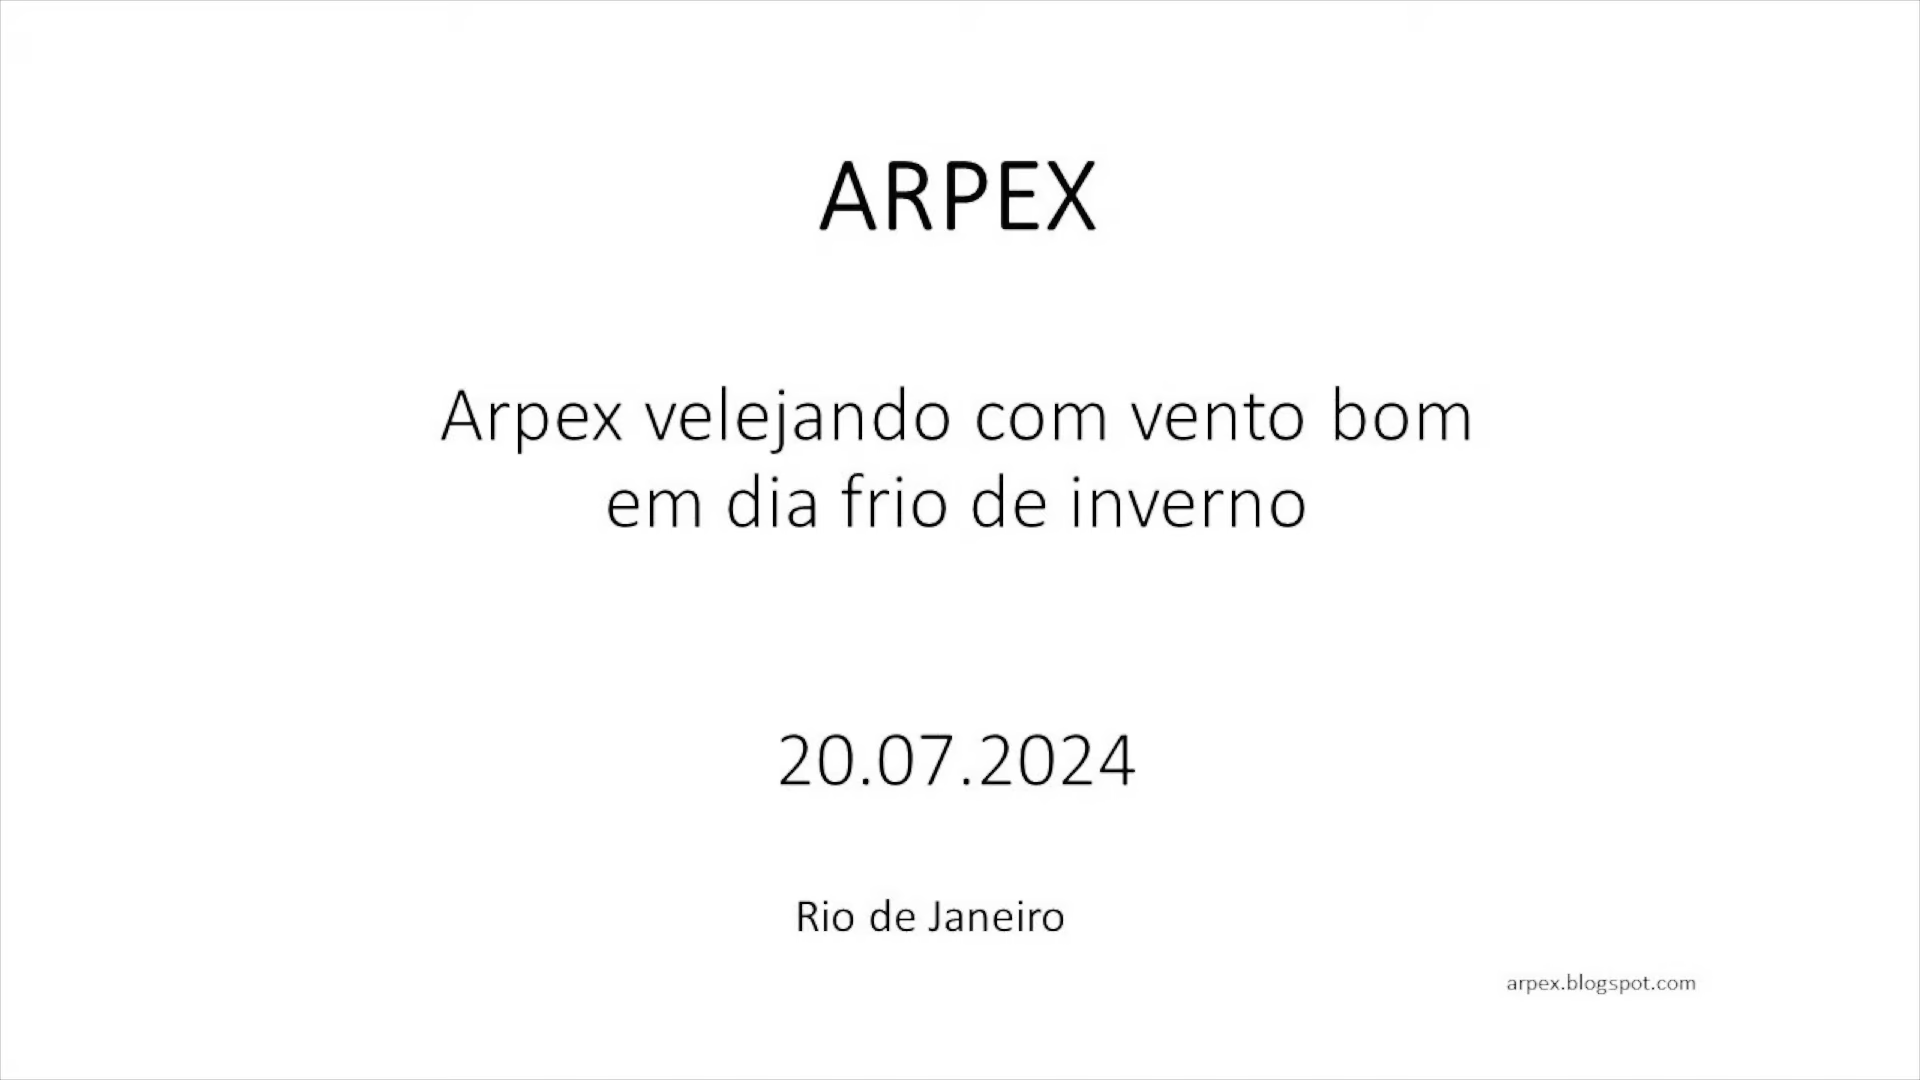 ARPEX
Arpex velejando com vento bom
em dia frio de inverno
20.07.2024
Rio de Janeiro
arpex.blogspot.com